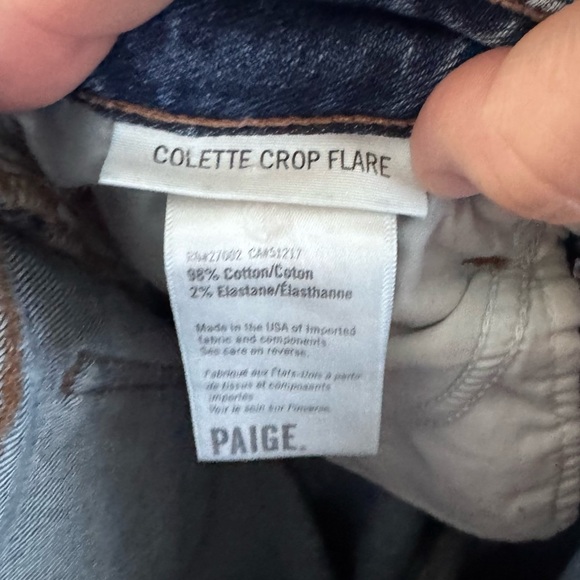 COLETTE CROP FLARE
RN#27002 CA#51217
98% Cotton/Coton
2% Elastane/Élasthanne
Made in the USA of imported
fabric and components
See care on reverse.
Fabriqué aux États-Unis à partir
de tissus et composants
importés
Voir le soin sur l'inverse.
PAIGE.